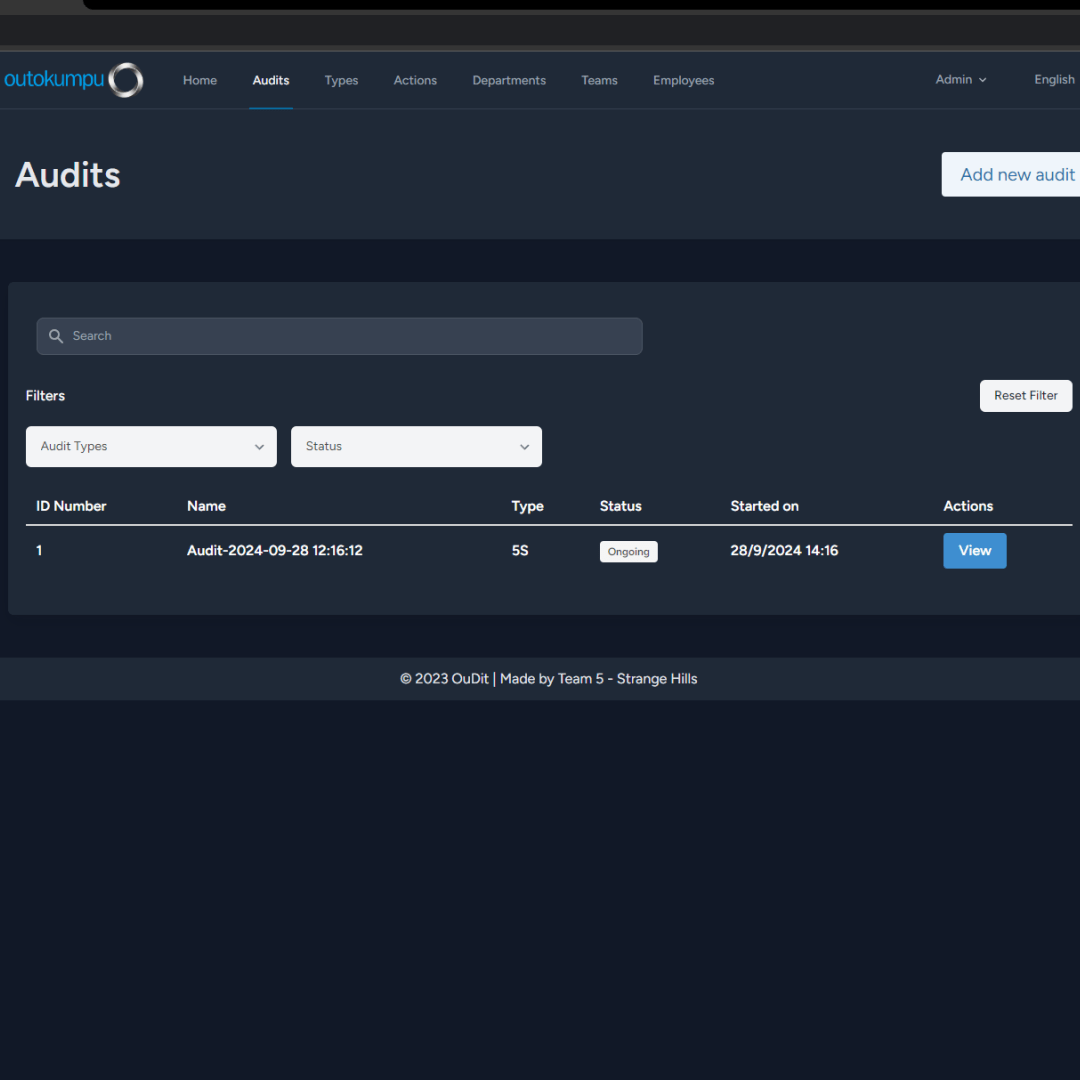 outokumpu Home Audits Types Actions Departments Teams Employees Admin English
Audits
Add new audit
Search
Filters
Reset Filter
Audit Types Status
ID Number Name Type Status Started on Actions
1 Audit-2024-09-28 12:16:12 5S Ongoing 28/9/2024 14:16 View
© 2023 OuDit | Made by Team 5 - Strange Hills